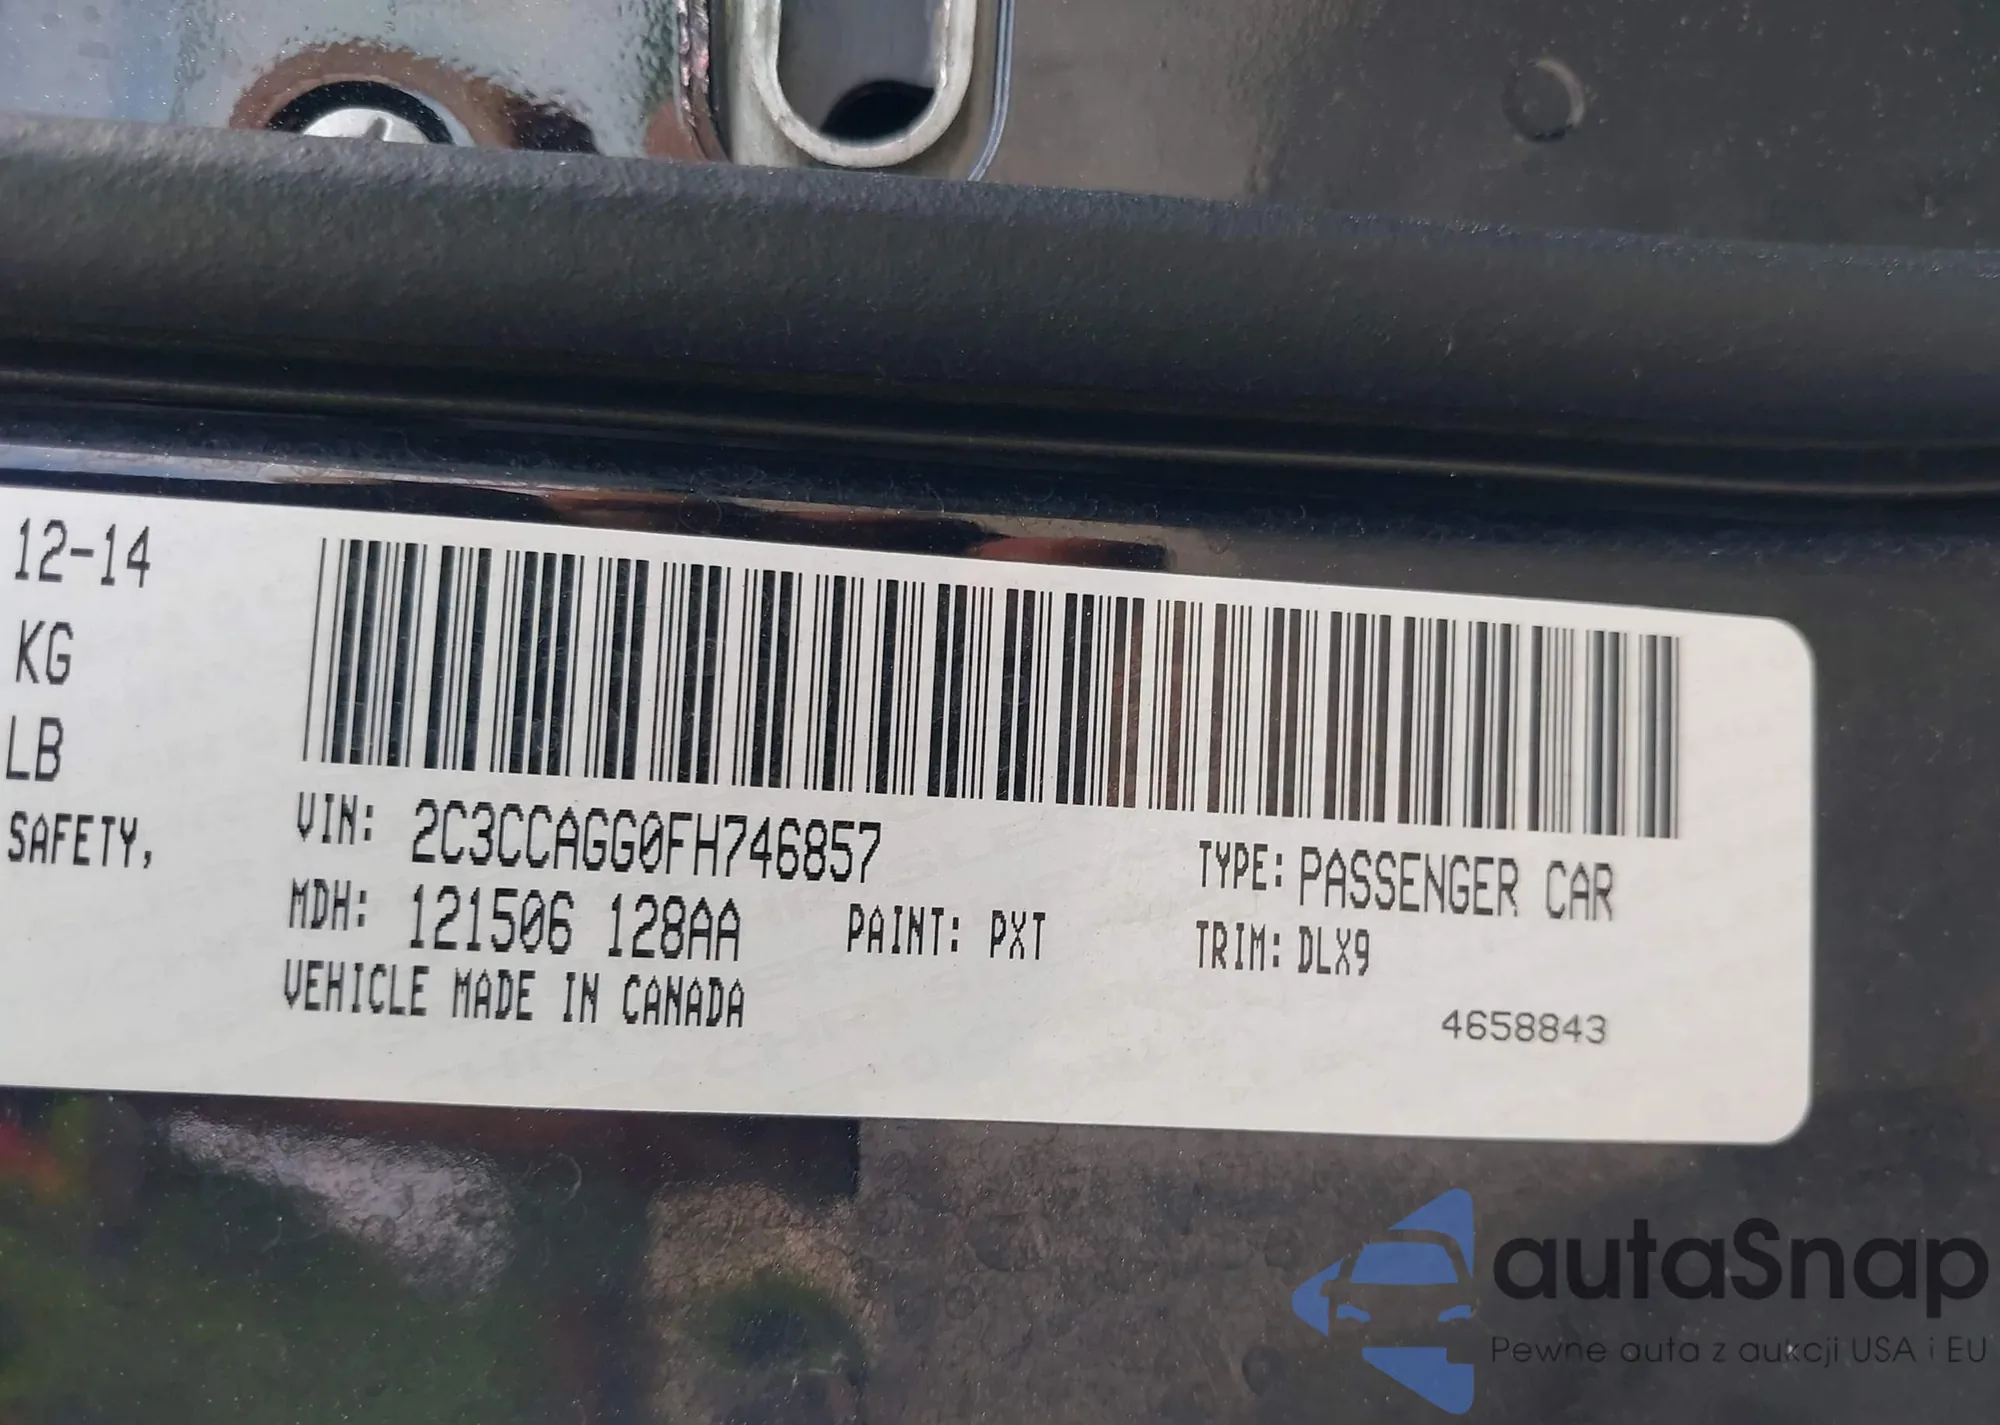 12-14
KG
LB
SAFETY,
VIN: 2C3CCAGG0FH746857
TYPE: PASSENGER CAR
MDH: 121506 128AA PAINT: PXT
TRIM: DLX9
VEHICLE MADE IN CANADA
4658843
autaSnap
Pewne auta z aukcji USA i EU